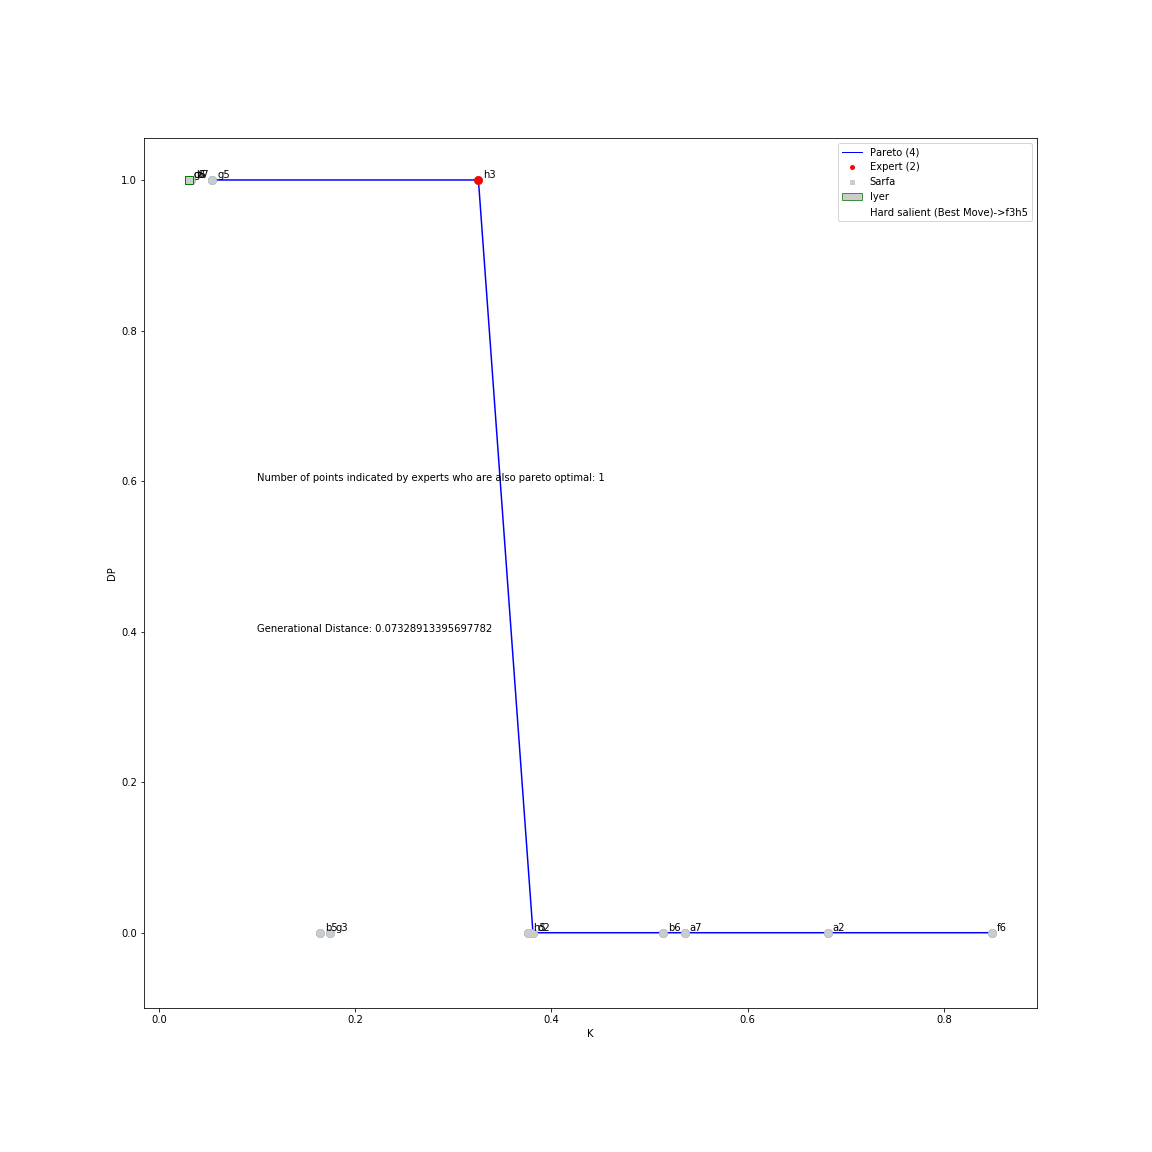 Pareto (4)
Expert (2)
Sarfa
Iyer
Hard salient (Best Move)->f3h5
1.0
g5
h3
0.8
Number of points indicated by experts who are also pareto optimal: 1
0.6
DP
Generational Distance: 0.07328913395697782
0.4
0.2
0.0
b5
g3
b6
a7
a2
f6
0.0
0.2
0.4
0.6
0.8
K